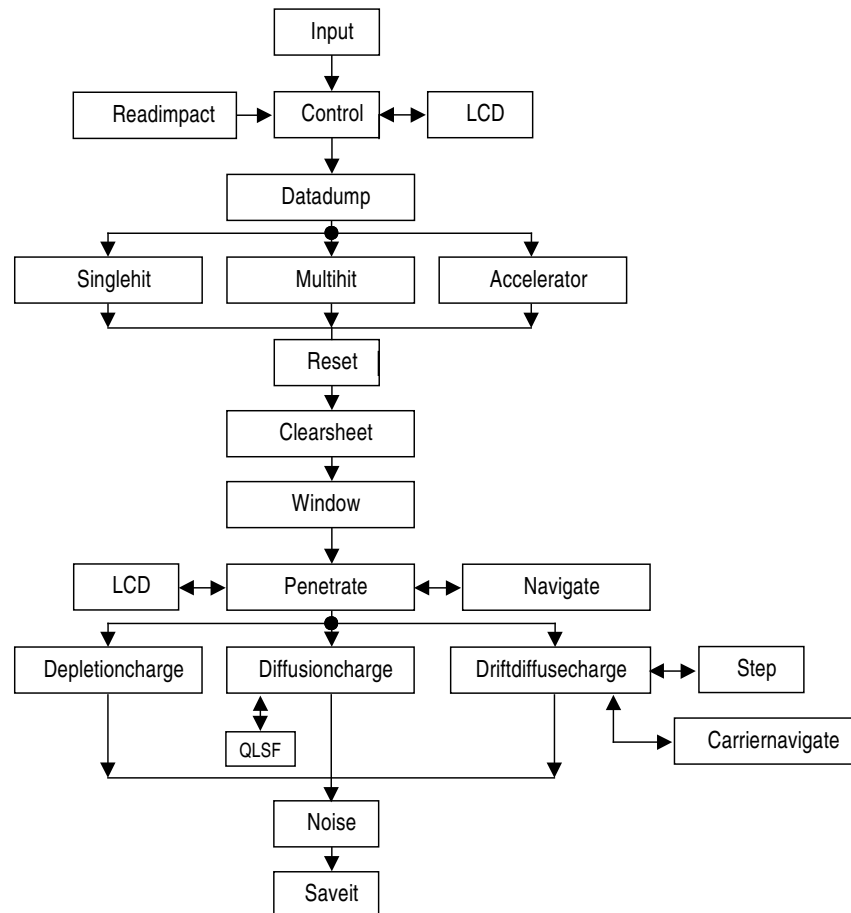 Input
Readimpact
Control
LCD
Datadump
Singlehit
Multihit
Accelerator
Reset
Clearsheet
Window
LCD
Penetrate
Navigate
Depletioncharge
Diffusioncharge
Driftdiffusecharge
Step
QLSF
Carriernavigate
Noise
Saveit